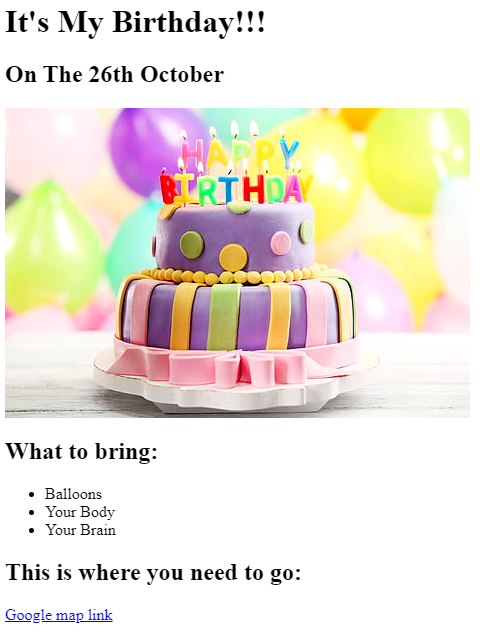 It's My Birthday!!!
On The 26th October
HAPPY
BIRTHDAY
What to bring:
Balloons
Your Body
Your Brain
This is where you need to go:
Google map link